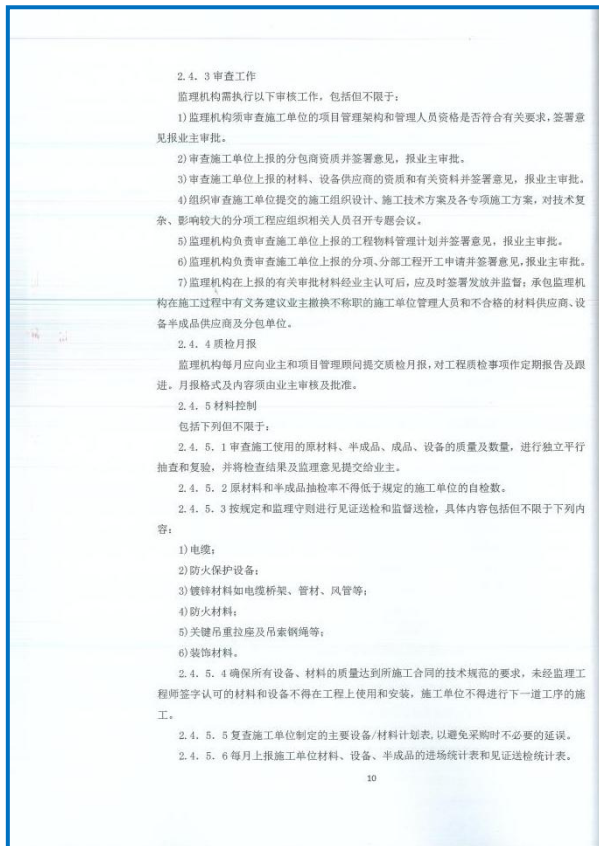 2.4．3审查工作
监理机构需执行以下审核工作，包括但不限于：
1)监理机构须审查施工单位的项目管理架构和管理人员资格是否符合有关要求，签署意
见报业主审批。
2)审查施工单位上报的分包商资质并签署意见，报业主审批。
3)审查施工单位上报的材料、设备供应商的资质和有关资料并签署意见，报业主审批。
4)组织审查施工单位提交的施工组织设计、施工技术方案及各专项施工方案，对技术复
杂、影响较大的分项工程应组织相关人员召开专题会议。
5)监理机构负责审查施工单位上报的工程物料管理计划并签署意见，报业主审批。
6)监理机构负责审查施工单位上报的分项、分部工程开工申请并签署意见，报业主审批。
7)监理机构在上报的有关审批材料经业主认可后，应及时签署发放并监督；承包监理机
构在施工过程中有义务建议业主撤换不称职的施工单位管理人员和不合格的材料供应商、设
备半成品供应商及分包单位。
2.4．4质检月报
监理机构每月应向业主和项目管理顾问提交质检月报，对工程质检事项作定期报告及跟
进。月报格式及内容须由业主审核及批准。
2.4．5材料控制
包括下列但不限于：
2.4．5．1审查施工使用的原材料、半成品、成品、设备的质量及数量，进行独立平行
抽查和复验，并将检查结果及监理意见提交给业主。
2.4．5．2原材料和半成品抽检率不得低于规定的施工单位的自检数。
2.4．5．3按规定和监理守则进行见证送检和监督送检，具体内容包括但不限于下列内
容：
1)电缆；
2)防火保护设备；
3)镀锌材料如电缆桥架、管材、风管等；
4)防火材料；
5)关键吊重拉座及吊索钢绳等；
6)装饰材料。
2.4．5．4确保所有设备、材料的质量达到所施工合同的技术规范的要求，未经监理工
程师签字认可的材料和设备不得在工程上使用和安装，施工单位不得进行下一道工序的施
工。
2.4．5．5复查施工单位制定的主要设备/材料计划表,以避免采购时不必要的延误。
2.4．5．6每月上报施工单位材料、设备、半成品的进场统计表和见证送检统计表。
10